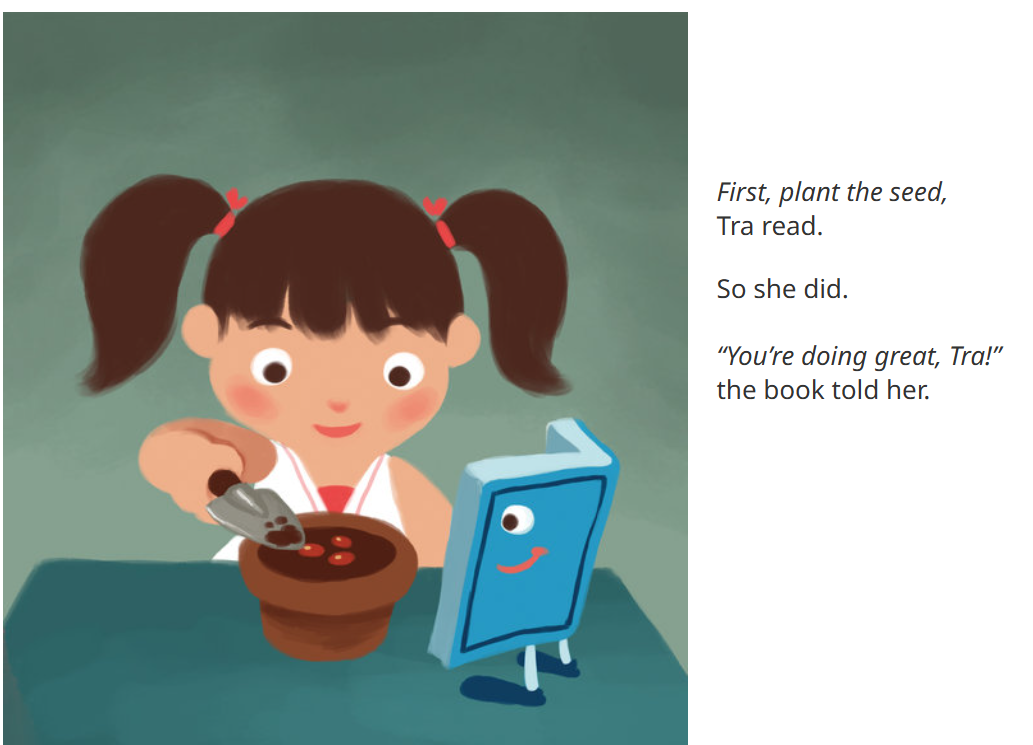 First, plant the seed,
Tra read.
So she did.
“You’re doing great, Tra!”
the book told her.